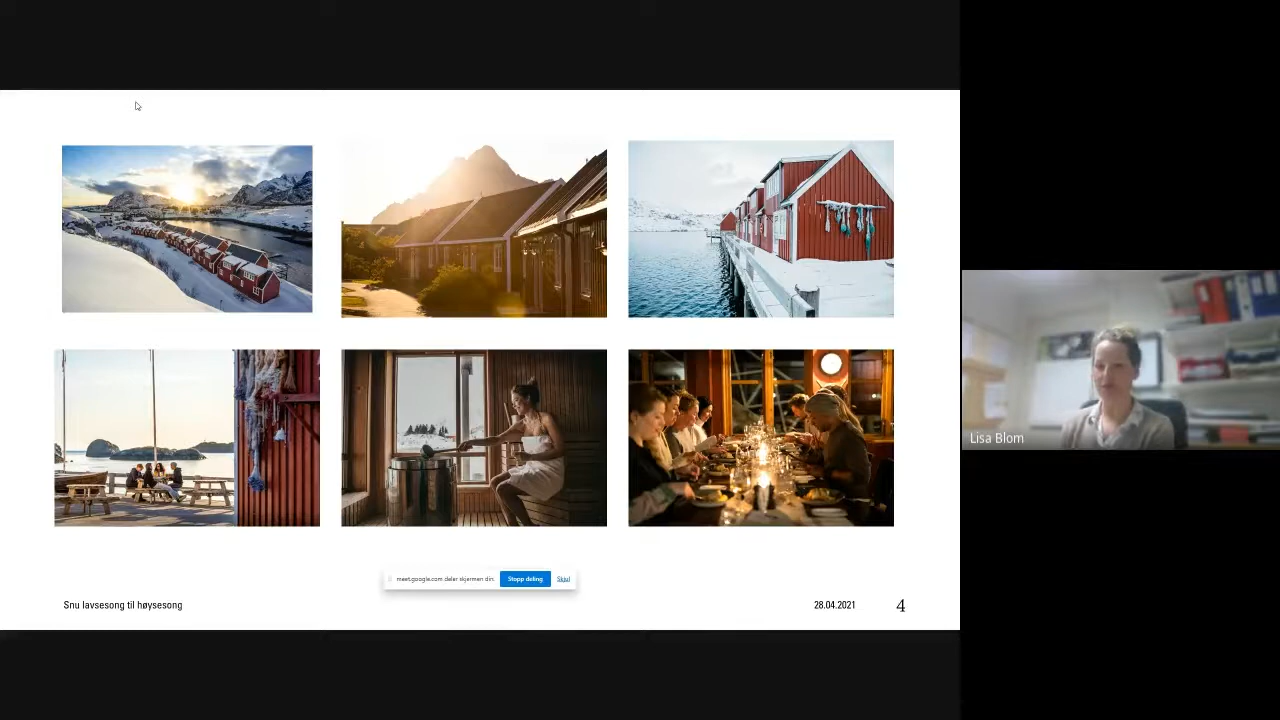 Lisa Blom
meet.google.com deler skjermen din.
Stopp deling
Skjul
Snu lavsesong til høysesong
28.04.2021
4